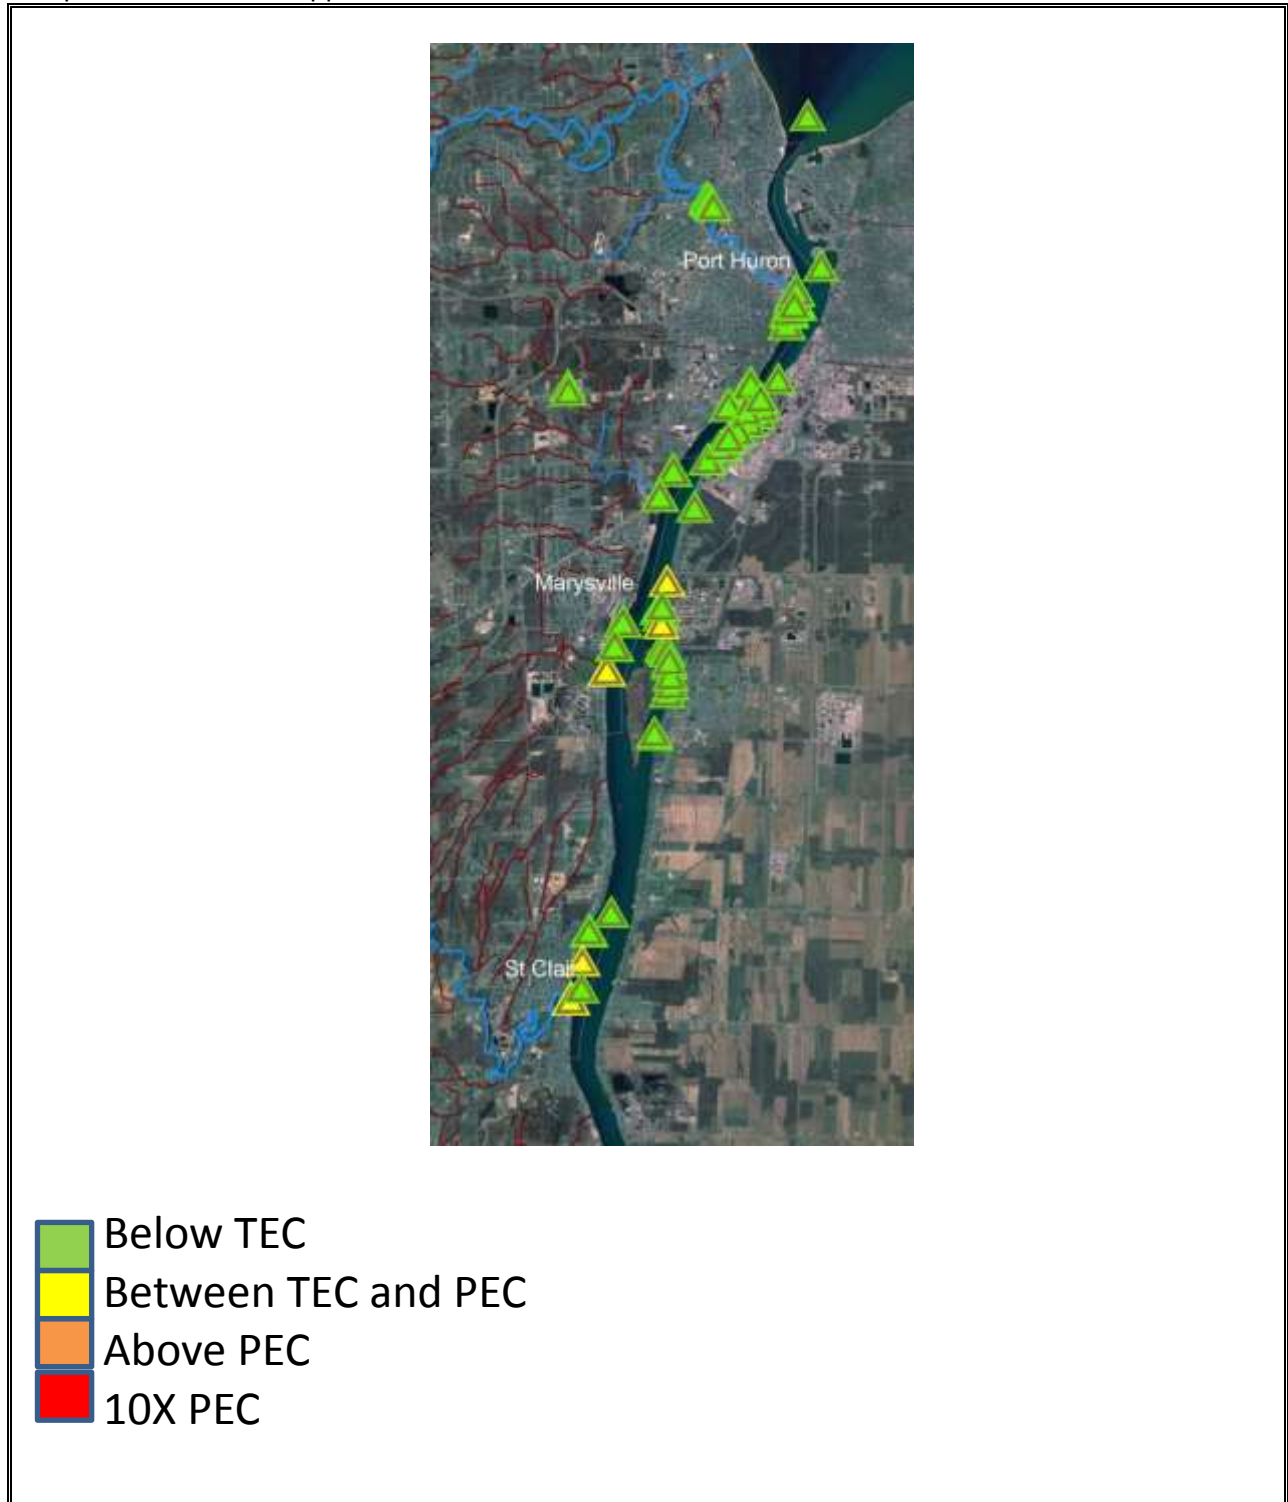 Port Huron
Marysville
St Clair
Below TEC
Between TEC and PEC
Above PEC
10X PEC